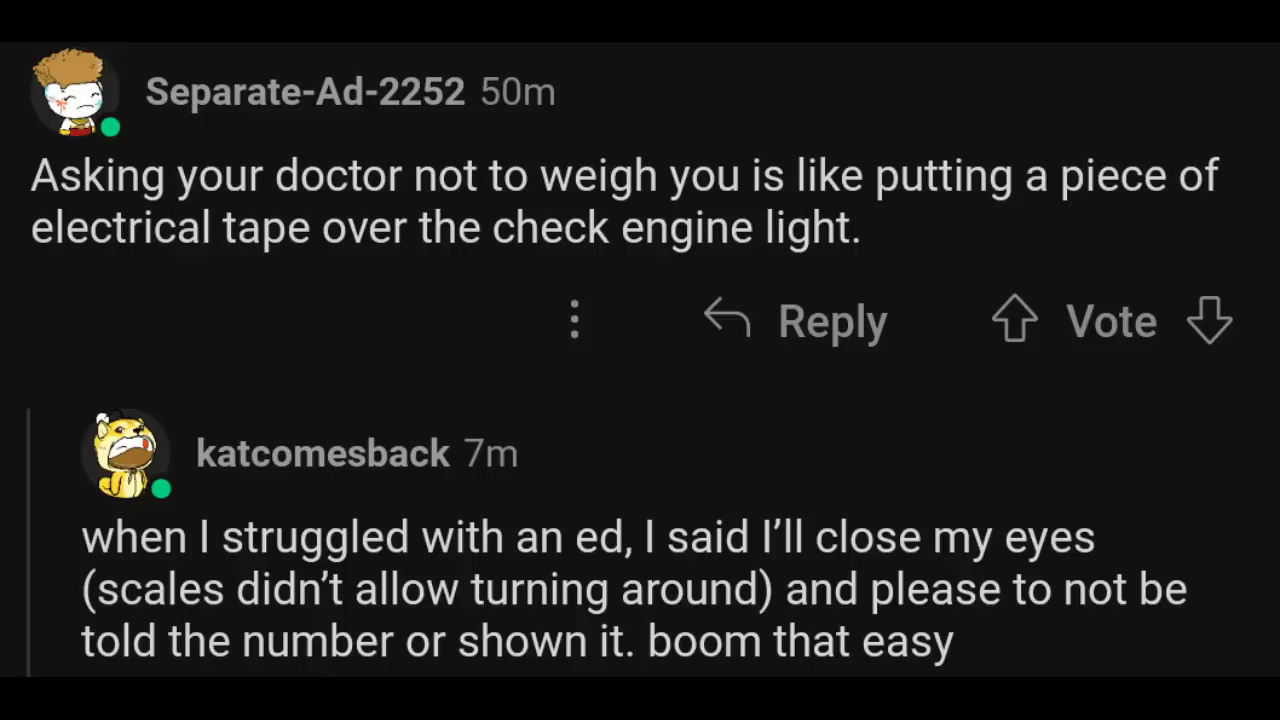 Separate-Ad-2252 50m
Asking your doctor not to weigh you is like putting a piece of
electrical tape over the check engine light.
Reply Vote
katcomesback 7m
when I struggled with an ed, I said I’ll close my eyes
(scales didn’t allow turning around) and please to not be
told the number or shown it. boom that easy